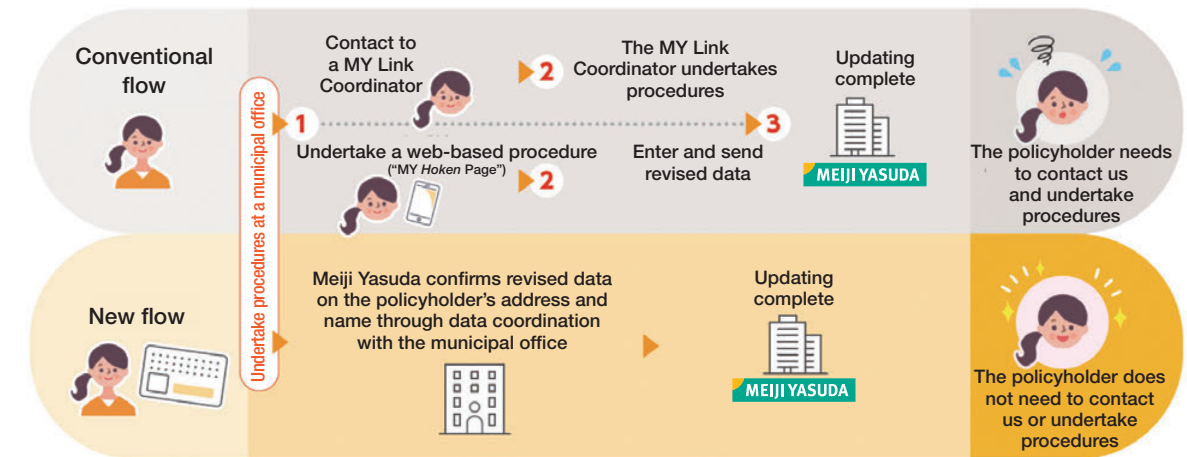 Conventional
flow
Undertake procedures at a municipal office
1
Contact to
a MY Link
Coordinator
2
The MY Link
Coordinator undertakes
procedures
Undertake a web-based procedure
("MY Hoken Page")
2
3
Enter and send
revised data
Updating
complete
MEIJI YASUDA
The policyholder needs
to contact us
and undertake
procedures
New flow
Meiji Yasuda confirms revised data
on the policyholder's address and
name through data coordination
with the municipal office
Updating
complete
MEIJI YASUDA
The policyholder does
not need to contact
us or undertake
procedures